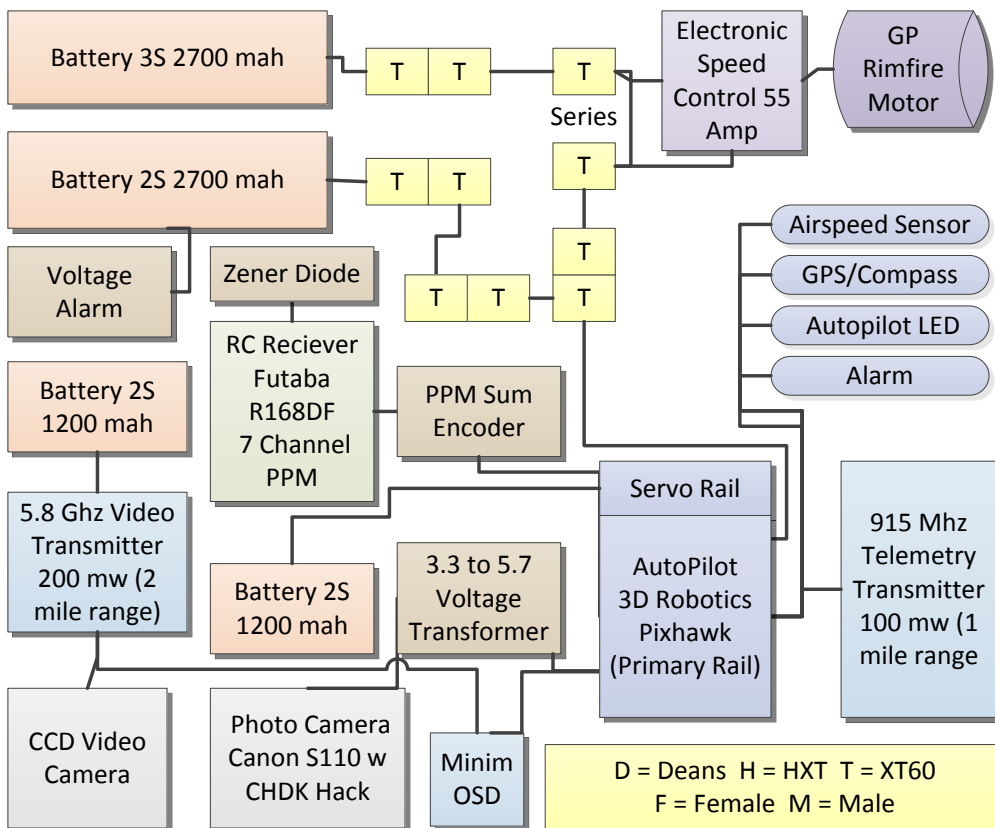 Battery 3S 2700 mah
T
T
T
Series
Electronic
Speed
Control 55
Amp
GP
Rimfire
Motor
Battery 2S 2700 mah
T
T
T
T
T
T
T
Voltage
Alarm
Zener Diode
RC Reciever
Futaba
R168DF
7 Channel
PPM
PPM Sum
Encoder
Airspeed Sensor
GPS/Compass
Autopilot LED
Alarm
Battery 2S
1200 mah
5.8 Ghz Video
Transmitter
200 mw (2
mile range)
Battery 2S
1200 mah
3.3 to 5.7
Voltage
Transformer
Servo Rail
AutoPilot
3D Robotics
Pixhawk
(Primary Rail)
915 Mhz
Telemetry
Transmitter
100 mw (1
mile range
CCD Video
Camera
Photo Camera
Canon S110 w
CHDK Hack
Minim
OSD
D = Deans H = HXT T = XT60
F = Female M = Male